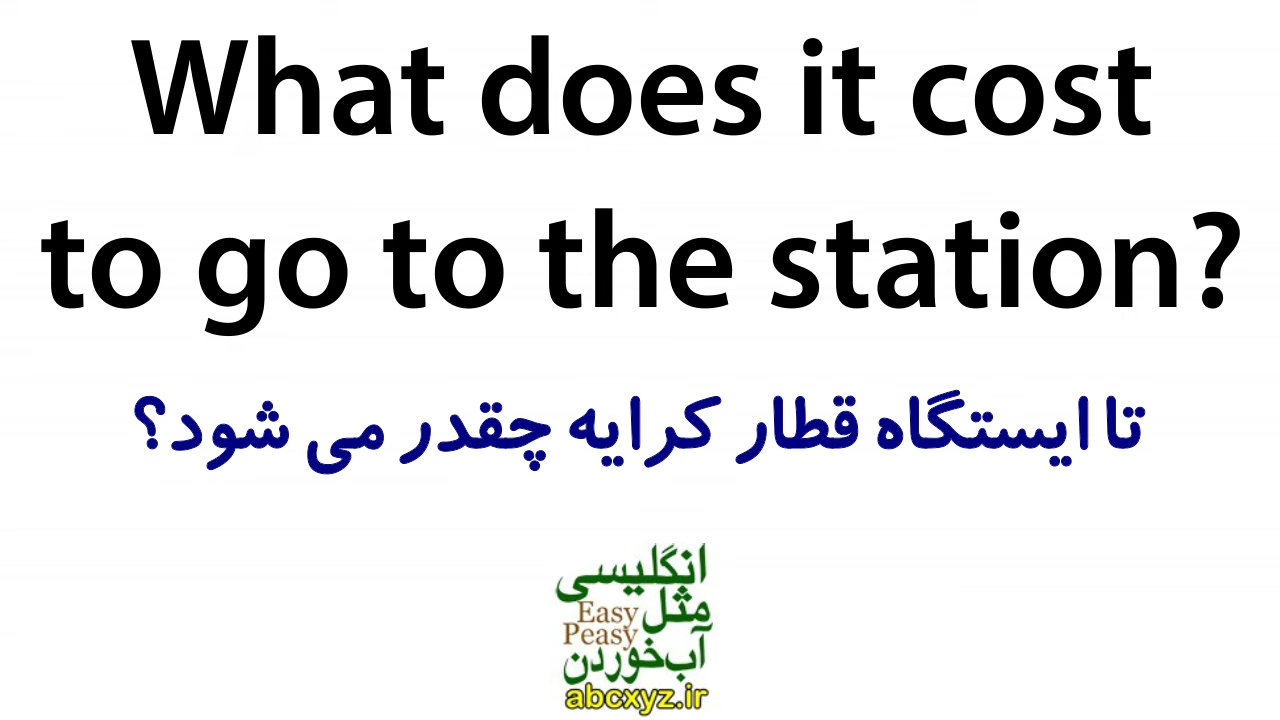 What does it cost
to go to the station?
تا ایستگاه قطار کرایه چقدر می شود؟
انگلیسی
مثل
Easy
Peasy
آب‌خوردن
abcxyz.ir